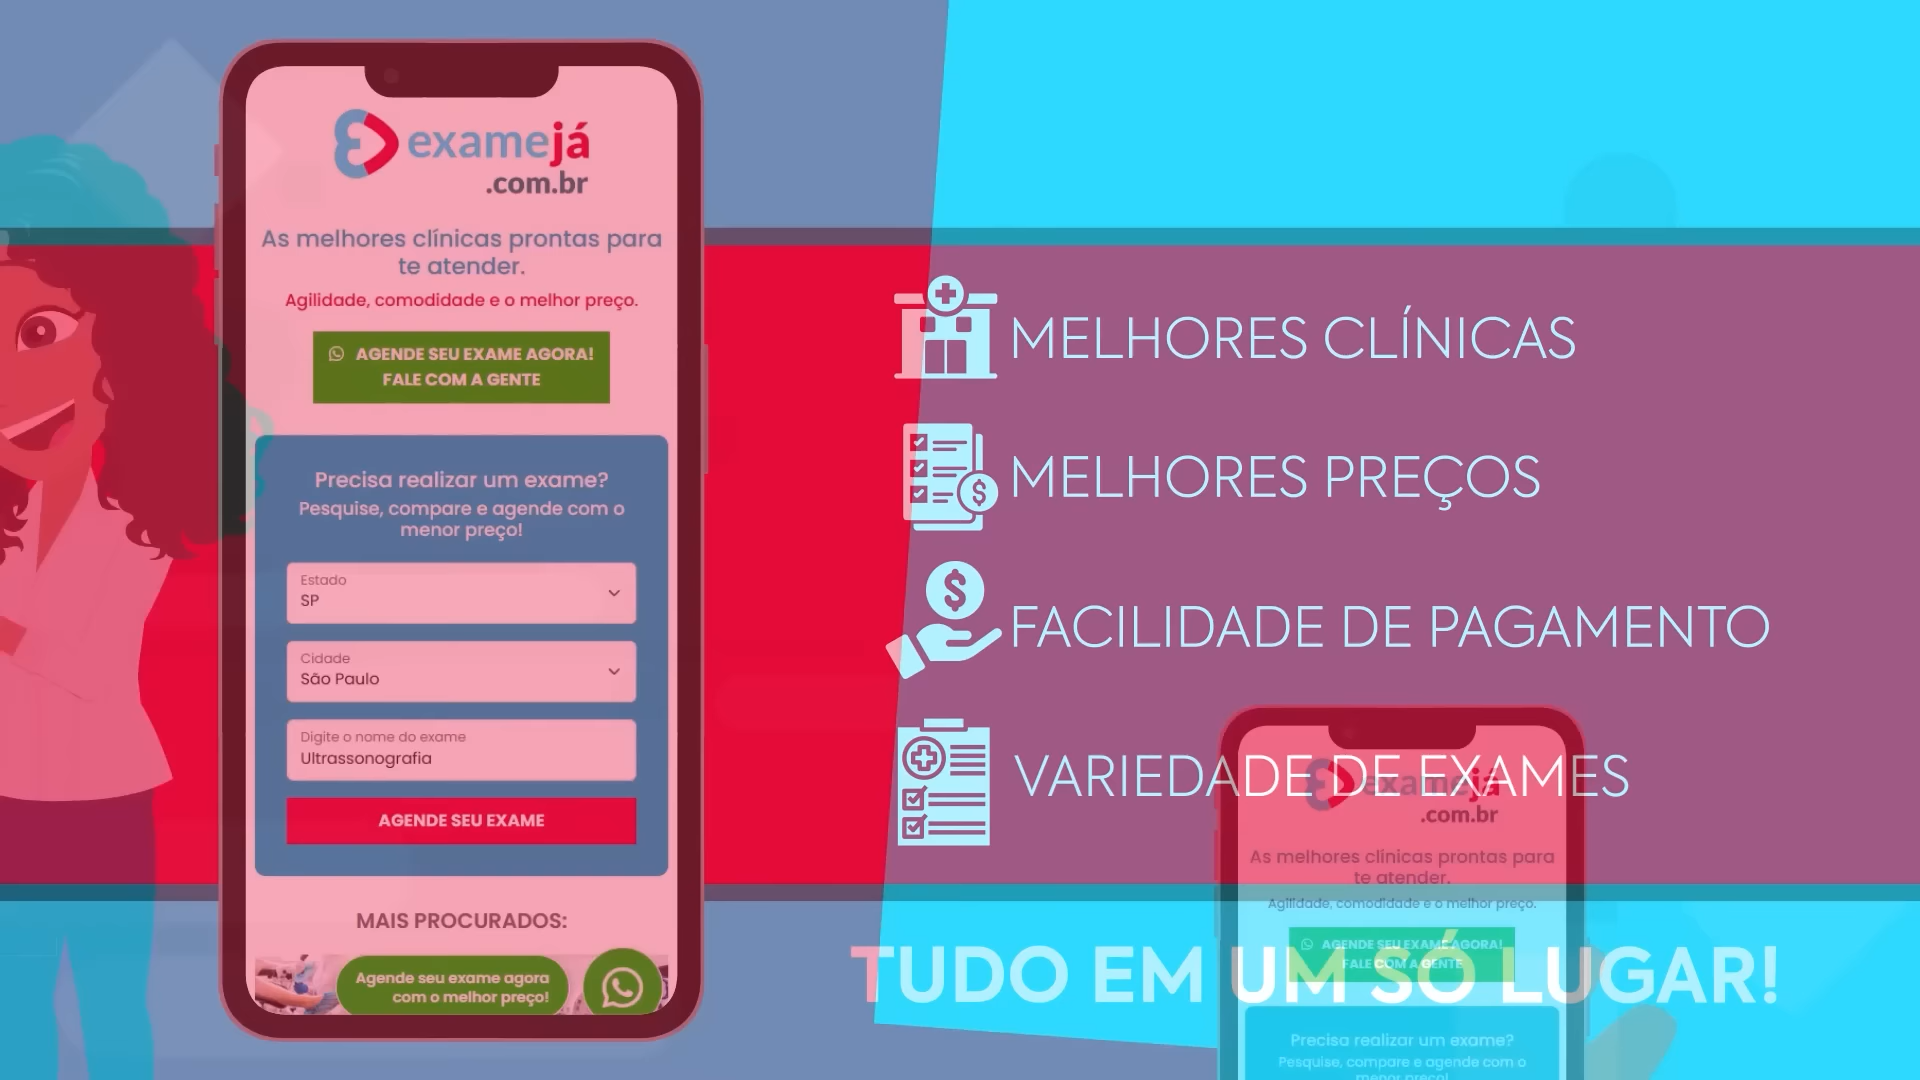 examejá
.com.br
As melhores clínicas prontas para
te atender.
Agilidade, comodidade e o melhor preço.
AGENDE SEU EXAME AGORA!
FALE COM A GENTE
Precisa realizar um exame?
Pesquise, compare e agende com o
menor preço!
Estado
SP
Cidade
São Paulo
Digite o nome do exame
Ultrassonografia
AGENDE SEU EXAME
MAIS PROCURADOS:
Agende seu exame agora
com o melhor preço!
MELHORES CLÍNICAS
MELHORES PREÇOS
FACILIDADE DE PAGAMENTO
VARIEDADE DE EXAMES
TUDO EM UM SÓ LUGAR!
examejá
.com.br
As melhores clínicas prontas para
te atender.
Agilidade, comodidade e o melhor preço.
AGENDE SEU EXAME AGORA!
FALE COM A GENTE
Precisa realizar um exame?
Pesquise, compare e agende com o
menor preço!